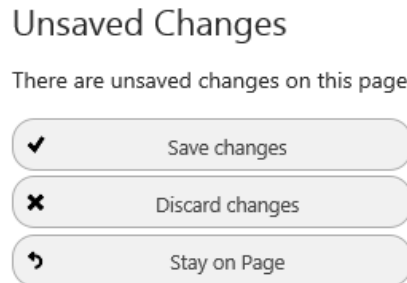 Unsaved Changes
There are unsaved changes on this page
Save changes
Discard changes
Stay on Page